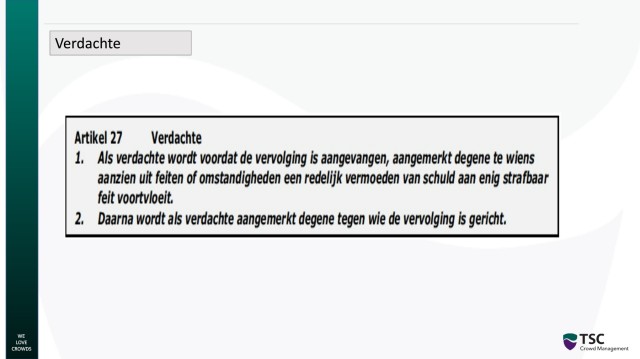 Verdachte
Artikel 27 Verdachte
1. Als verdachte wordt voordat de vervolging is aangevangen, aangemerkt degene te wiens
aanzien uit feiten of omstandigheden een redelijk vermoeden van schuld aan enig strafbaar
feit voortvloeit.
2. Daarna wordt als verdachte aangemerkt degene tegen wie de vervolging is gericht.
WE
LOVE
CROWDS
TSC
Crowd Management